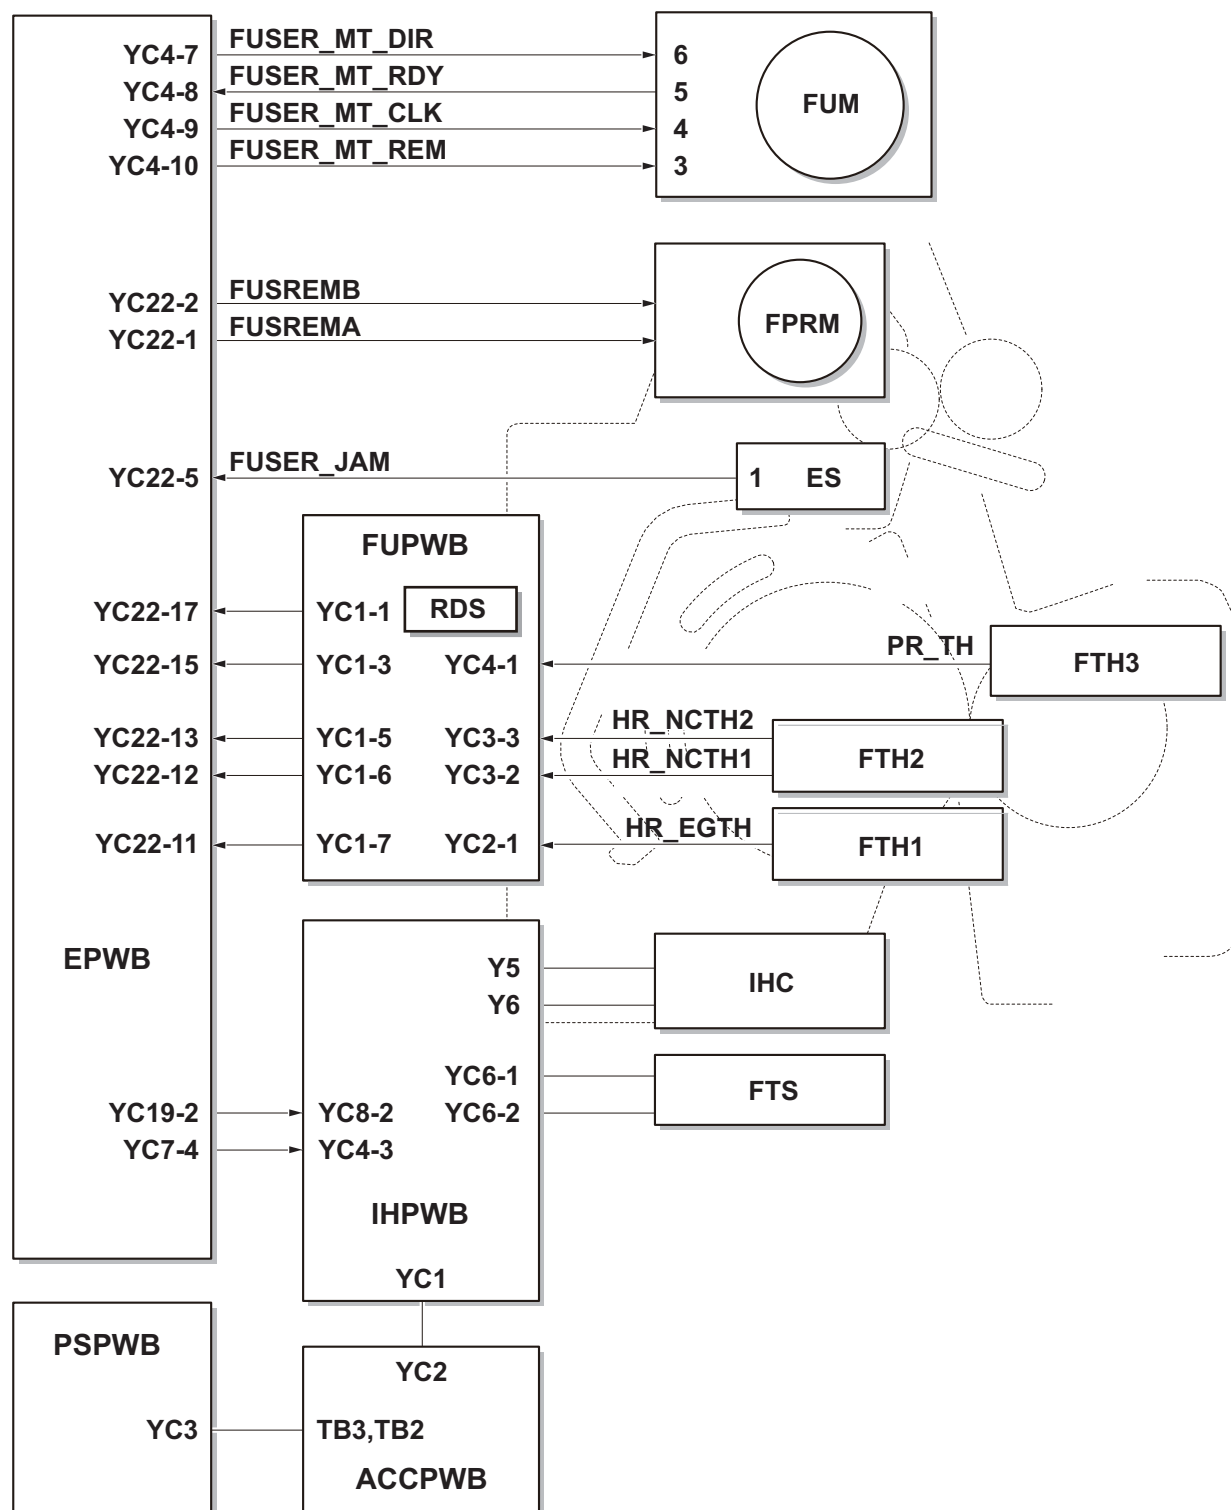 YC4-7 FUSER_MT_DIR 6
YC4-8 FUSER_MT_RDY 5
YC4-9 FUSER_MT_CLK 4
YC4-10 FUSER_MT_REM 3
FUM
YC22-2 FUSREMB
YC22-1 FUSREMA
FPRM
YC22-5 FUSER_JAM 1 ES
FUPWB
RDS
YC22-17 YC1-1
YC22-15 YC1-3 YC4-1 PR_TH FTH3
YC22-13 YC1-5 YC3-3 HR_NCTH2
YC22-12 YC1-6 YC3-2 HR_NCTH1
FTH2
YC22-11 YC1-7 YC2-1 HR_EGTH FTH1
EPWB
Y5
Y6
IHC
YC6-1
YC6-2
FTS
YC19-2 YC8-2
YC7-4 YC4-3
IHPWB
YC1
PSPWB
YC2
YC3 TB3,TB2
ACCPWB